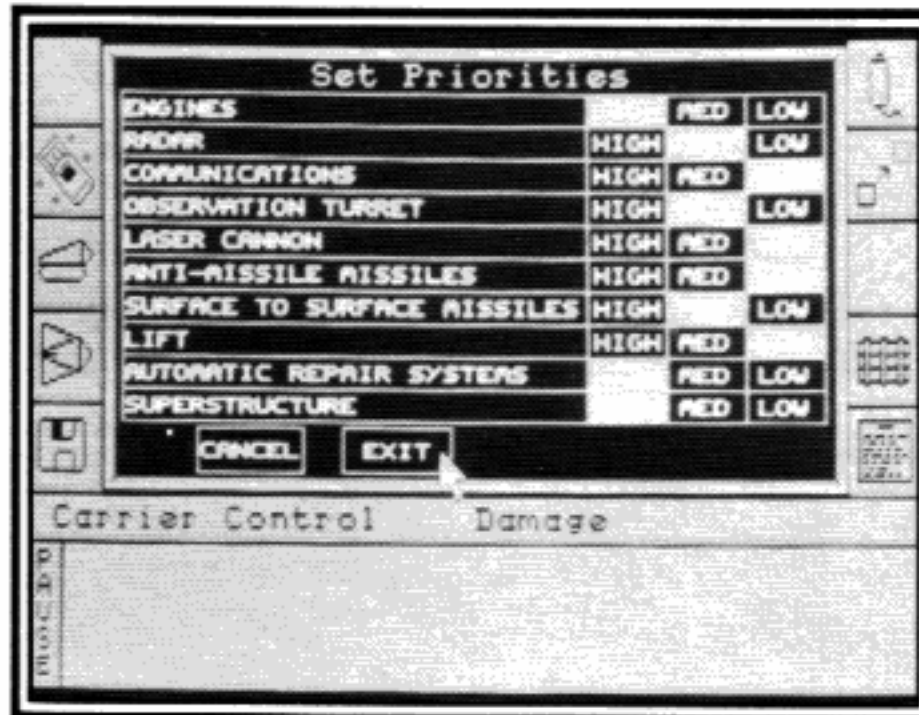 Set Priorities
ENGINES MED LOW
RADAR HIGH LOW
COMMUNICATIONS HIGH MED
OBSERVATION TURRET HIGH LOW
LASER CANNON HIGH MED
ANTI-MISSILE MISSILES HIGH MED
SURFACE TO SURFACE MISSILES HIGH LOW
LIFT HIGH MED
AUTOMATIC REPAIR SYSTEMS MED LOW
SUPERSTRUCTURE MED LOW
CANCEL EXIT
Carrier Control Damage
PAUSE